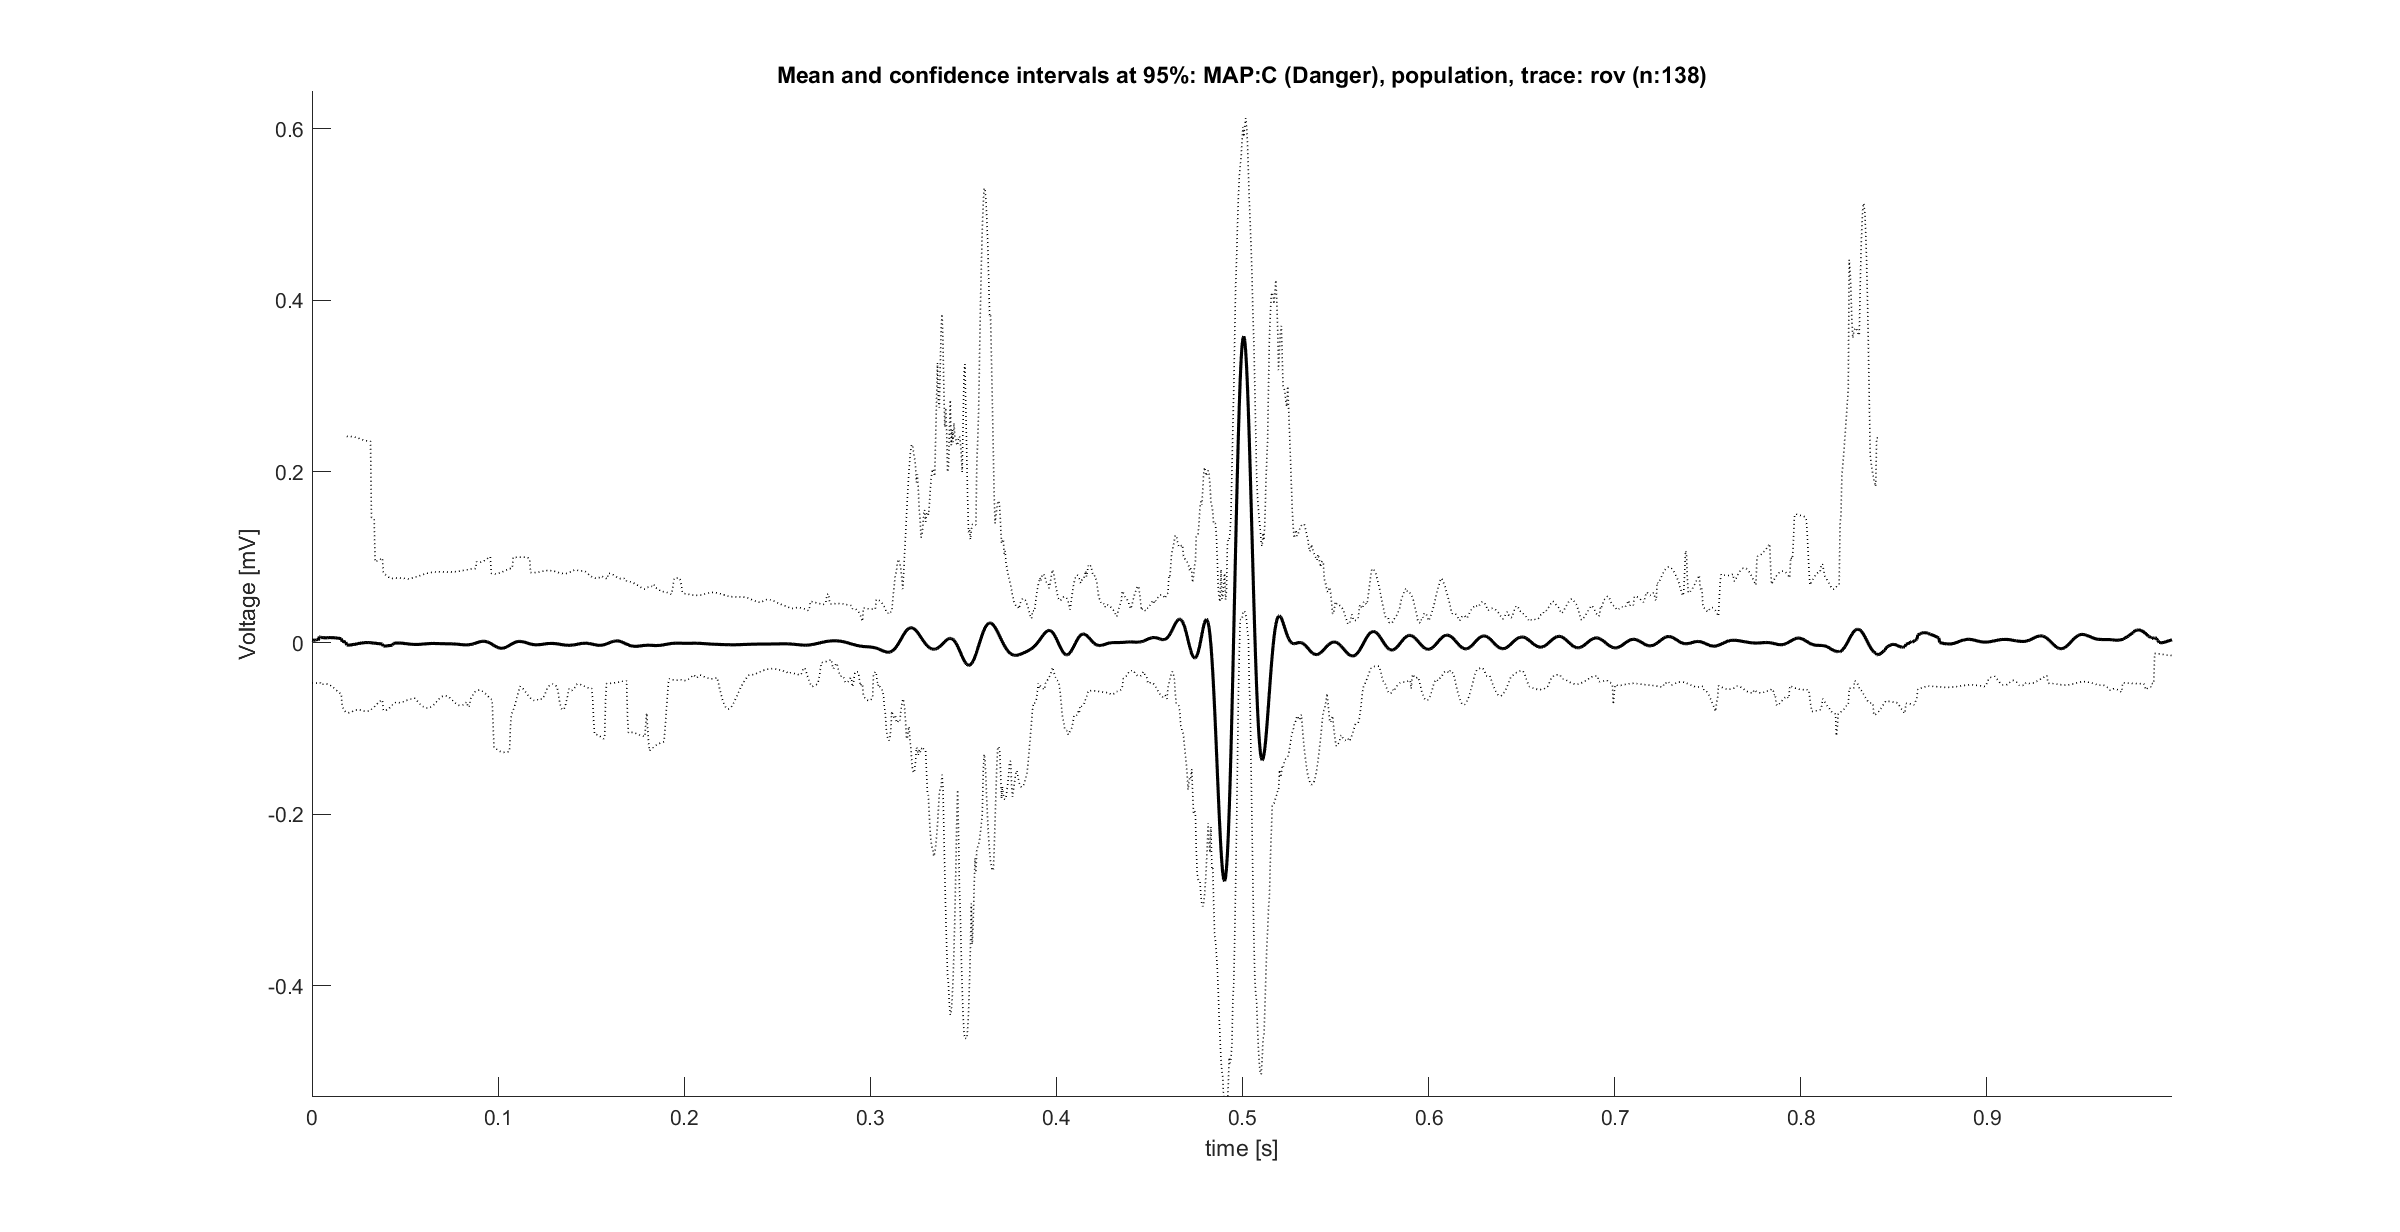 Mean and confidence intervals at 95%: MAP:C (Danger), population, trace: rov (n:138)
0.6
0.4
0.2
0
-0.2
-0.4
Voltage [mV]
0 0.1 0.2 0.3 0.4 0.5 0.6 0.7 0.8 0.9
time [s]